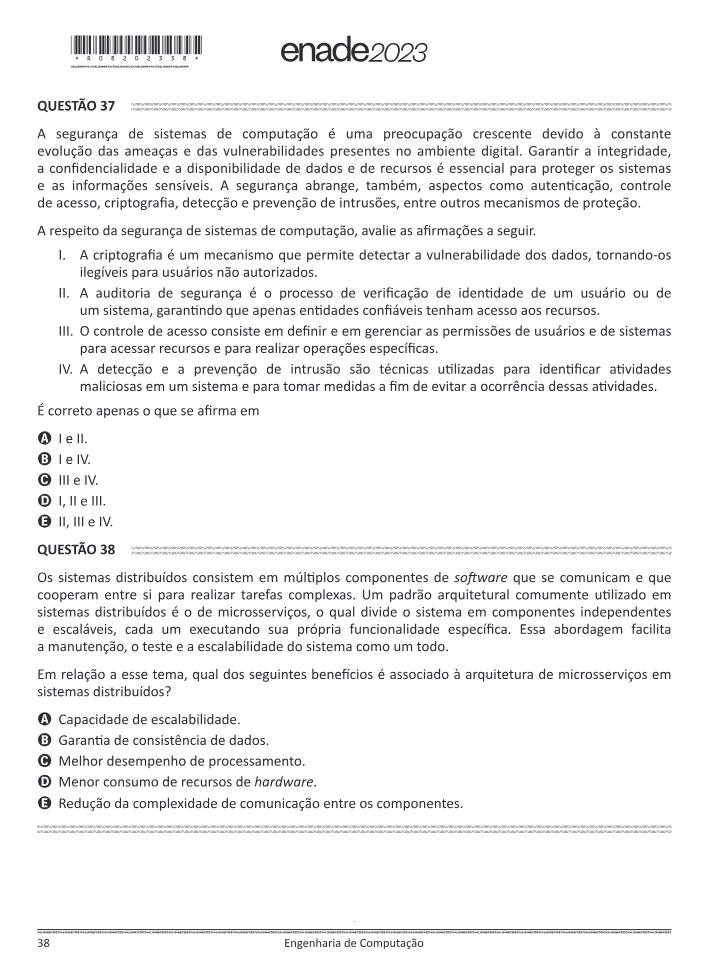 * R 0 8 2 0 2 3 3 8 *
enade2023
QUESTÃO 37
A segurança de sistemas de computação é uma preocupação crescente devido à constante
evolução das ameaças e das vulnerabilidades presentes no ambiente digital. Garantir a integridade,
a confidencialidade e a disponibilidade de dados e de recursos é essencial para proteger os sistemas
e as informações sensíveis. A segurança abrange, também, aspectos como autenticação, controle
de acesso, criptografia, detecção e prevenção de intrusões, entre outros mecanismos de proteção.
A respeito da segurança de sistemas de computação, avalie as afirmações a seguir.
I. A criptografia é um mecanismo que permite detectar a vulnerabilidade dos dados, tornando-os
ilegíveis para usuários não autorizados.
II. A auditoria de segurança é o processo de verificação de identidade de um usuário ou de
um sistema, garantindo que apenas entidades confiáveis tenham acesso aos recursos.
III. O controle de acesso consiste em definir e em gerenciar as permissões de usuários e de sistemas
para acessar recursos e para realizar operações específicas.
IV. A detecção e a prevenção de intrusão são técnicas utilizadas para identificar atividades
maliciosas em um sistema e para tomar medidas a fim de evitar a ocorrência dessas atividades.
É correto apenas o que se afirma em
A I e II.
B I e IV.
C III e IV.
D I, II e III.
E II, III e IV.
QUESTÃO 38
Os sistemas distribuídos consistem em múltiplos componentes de software que se comunicam e que
cooperam entre si para realizar tarefas complexas. Um padrão arquitetural comumente utilizado em
sistemas distribuídos é o de microsserviços, o qual divide o sistema em componentes independentes
e escaláveis, cada um executando sua própria funcionalidade específica. Essa abordagem facilita
a manutenção, o teste e a escalabilidade do sistema como um todo.
Em relação a esse tema, qual dos seguintes benefícios é associado à arquitetura de microsserviços em
sistemas distribuídos?
A Capacidade de escalabilidade.
B Garantia de consistência de dados.
C Melhor desempenho de processamento.
D Menor consumo de recursos de hardware.
E Redução da complexidade de comunicação entre os componentes.
38
Engenharia de Computação